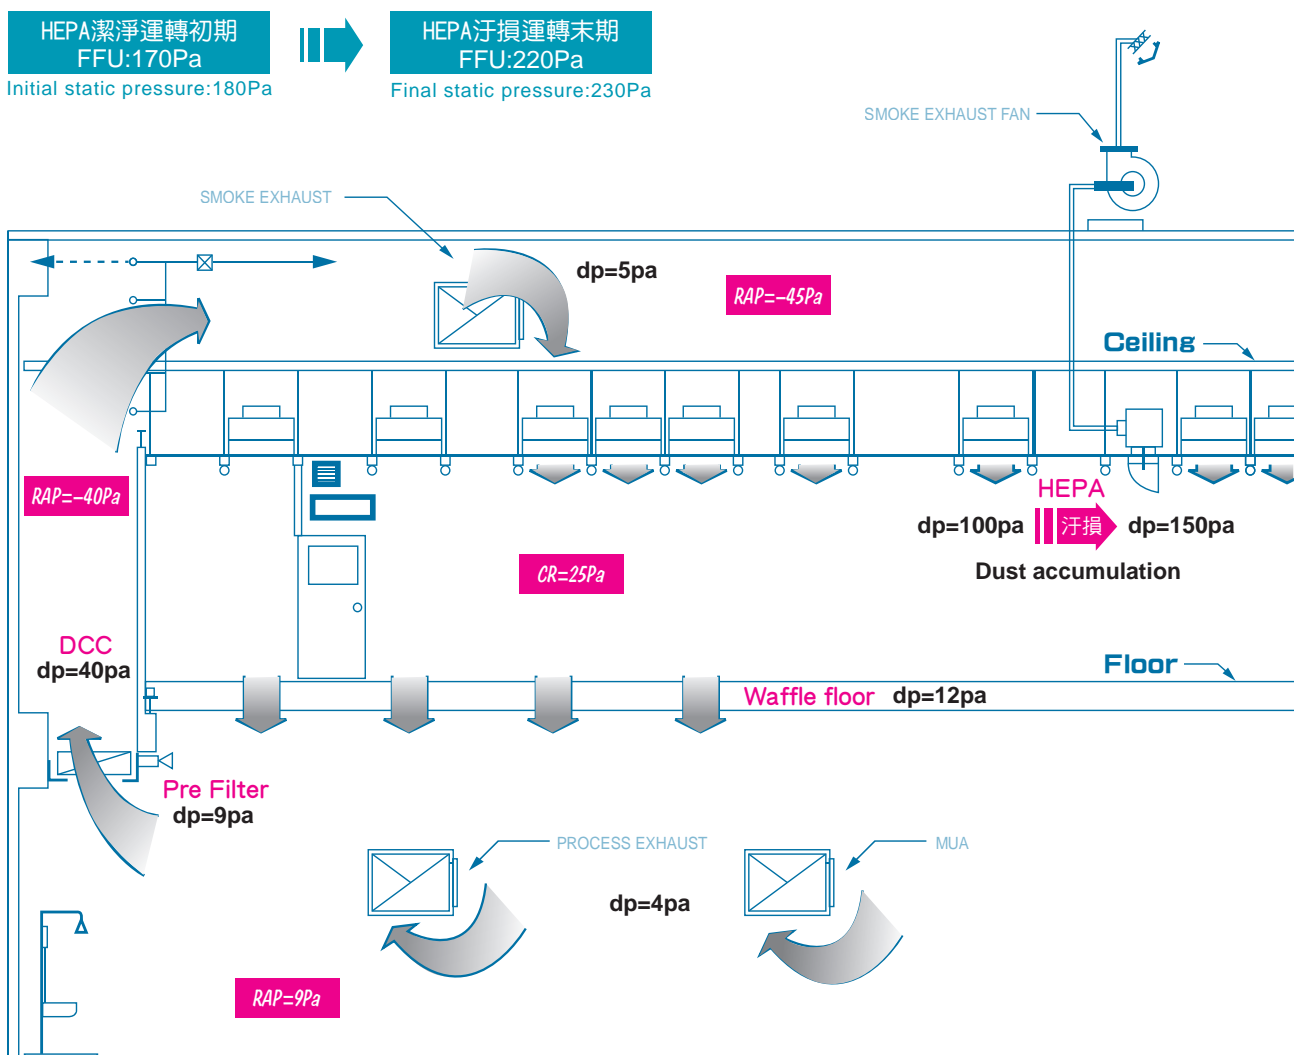 HEPA潔淨運轉初期
FFU:170Pa
Initial static pressure:180Pa
HEPA汙損運轉末期
FFU:220Pa
Final static pressure:230Pa
SMOKE EXHAUST FAN
SMOKE EXHAUST
dp=5pa
RAP=-45Pa
Ceiling
RAP=-40Pa
HEPA
dp=100pa
汙損
dp=150pa
Dust accumulation
CR=25Pa
DCC
dp=40pa
Floor
Waffle floor
dp=12pa
Pre Filter
dp=9pa
PROCESS EXHAUST
MUA
dp=4pa
RAP=9Pa